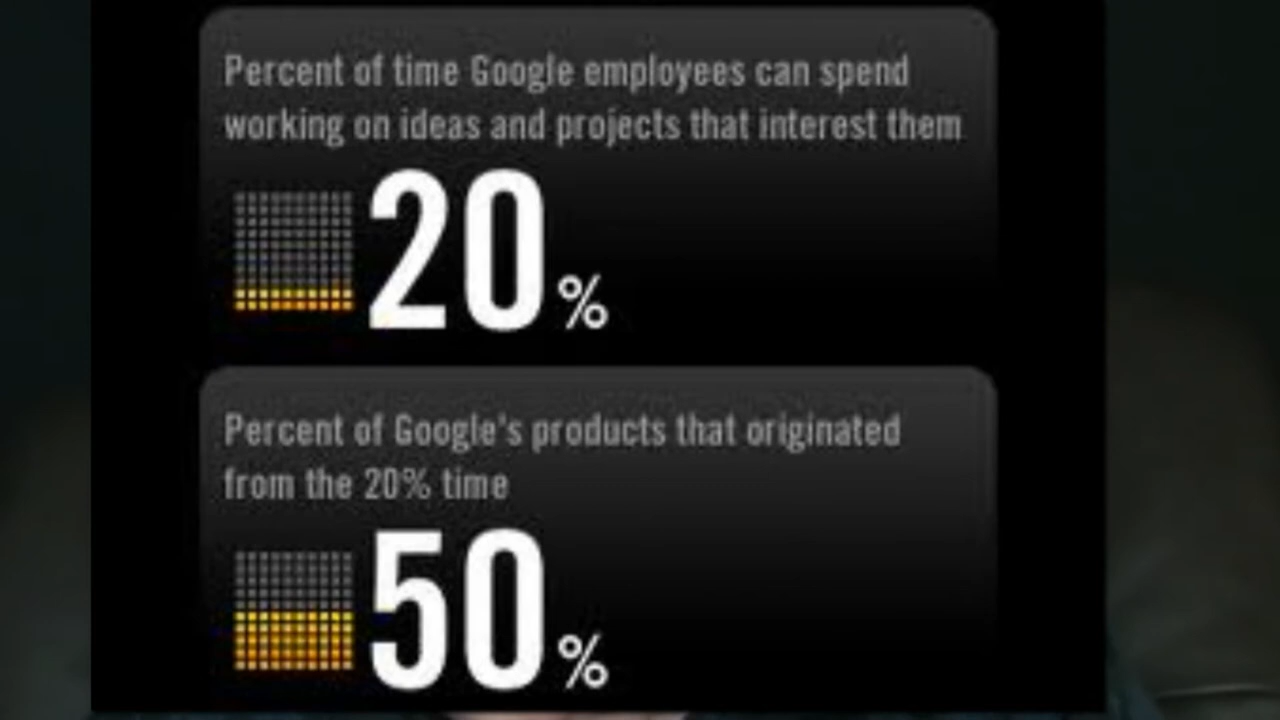 Percent of time Google employees can spend
working on ideas and projects that interest them
20%
Percent of Google's products that originated
from the 20% time
50%